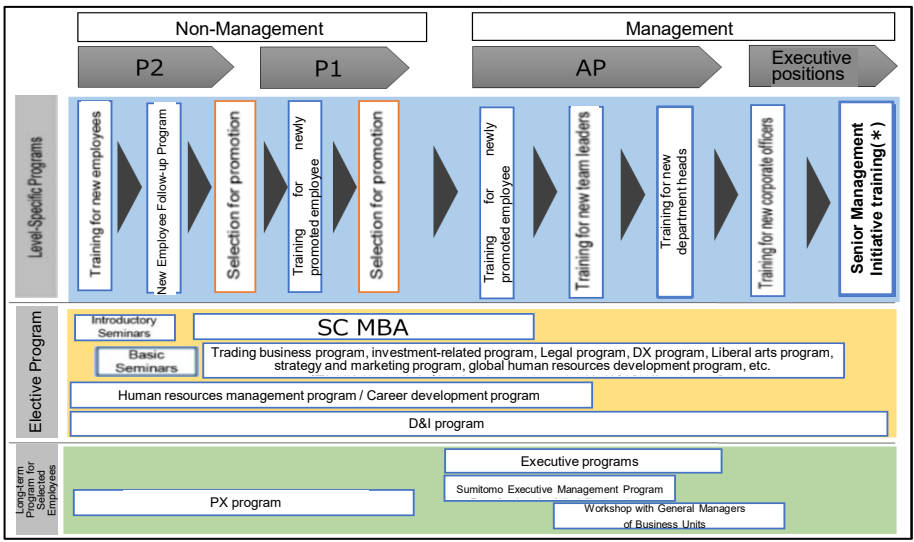 Non-Management
Management
P2
P1
AP
Executive
positions
Level-Specific Programs
Training for new employees
New Employee Follow-up Program
Selection for promotion
Training for newly
promoted employee
Selection for promotion
Training for newly
promoted employee
Training for new team leaders
Training for new
department heads
Training for new corporate officers
Senior Management
Initiative training(*)
Elective Program
Introductory
Seminars
SC MBA
Basic
Seminars
Trading business program, investment-related program, Legal program, DX program, Liberal arts program,
strategy and marketing program, global human resources development program, etc.
Human resources management program / Career development program
D&I program
Long-term
Program for
Selected
Employees
Executive programs
Sumitomo Executive Management Program
PX program
Workshop with General Managers
of Business Units